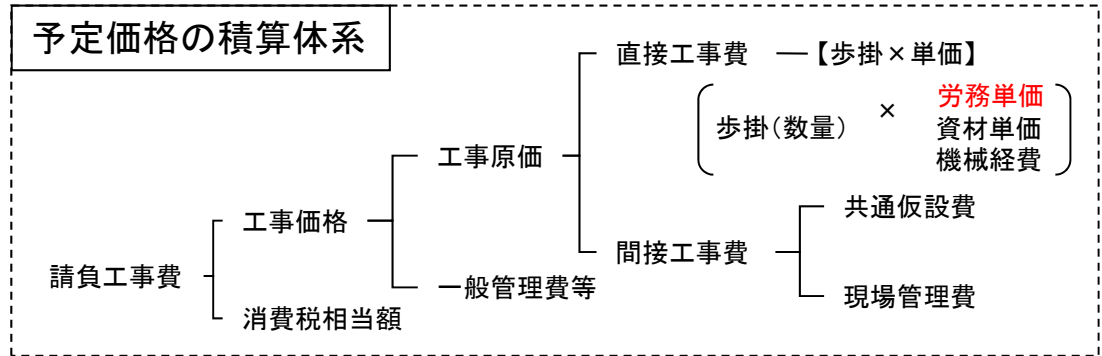 予定価格の積算体系
直接工事費 ―【歩掛×単価】
歩掛(数量) × 労務単価
資材単価
機械経費
工事原価
共通仮設費
工事価格
間接工事費
請負工事費
一般管理費等
現場管理費
消費税相当額